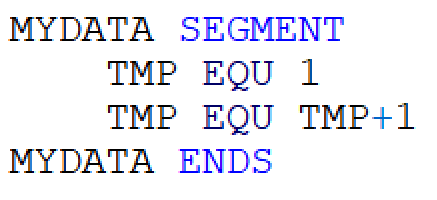 MYDATA SEGMENT
TMP EQU 1
TMP EQU TMP+1
MYDATA ENDS